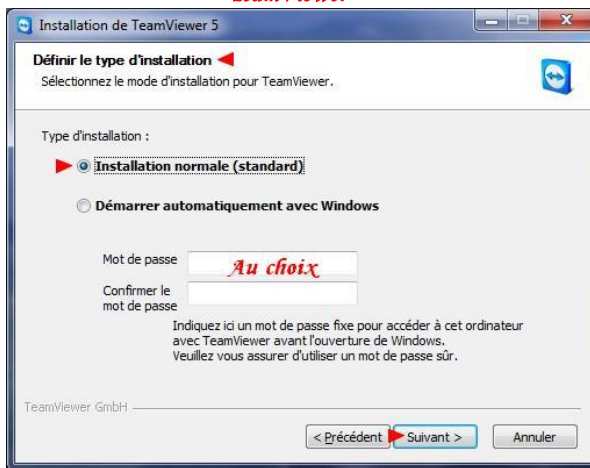 Installation de TeamViewer 5
Définir le type d'installation
Sélectionnez le mode d'installation pour TeamViewer.
Type d'installation :
Installation normale (standard)
Démarrer automatiquement avec Windows
Mot de passe
Au choix
Confirmer le
mot de passe
Indiquez ici un mot de passe fixe pour accéder à cet ordinateur
avec TeamViewer avant l'ouverture de Windows.
Veuillez vous assurer d'utiliser un mot de passe sûr.
TeamViewer GmbH
< Précédent Suivant > Annuler